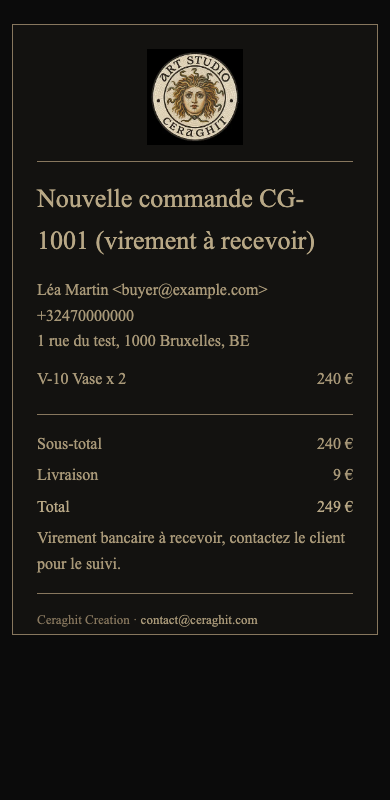 ART STUDIO
CERAGHIT
Nouvelle commande CG-
1001 (virement à recevoir)
Léa Martin <buyer@example.com>
+32470000000
1 rue du test, 1000 Bruxelles, BE
V-10 Vase x 2 240 €
Sous-total 240 €
Livraison 9 €
Total 249 €
Virement bancaire à recevoir, contactez le client
pour le suivi.
Ceraghit Creation · contact@ceraghit.com